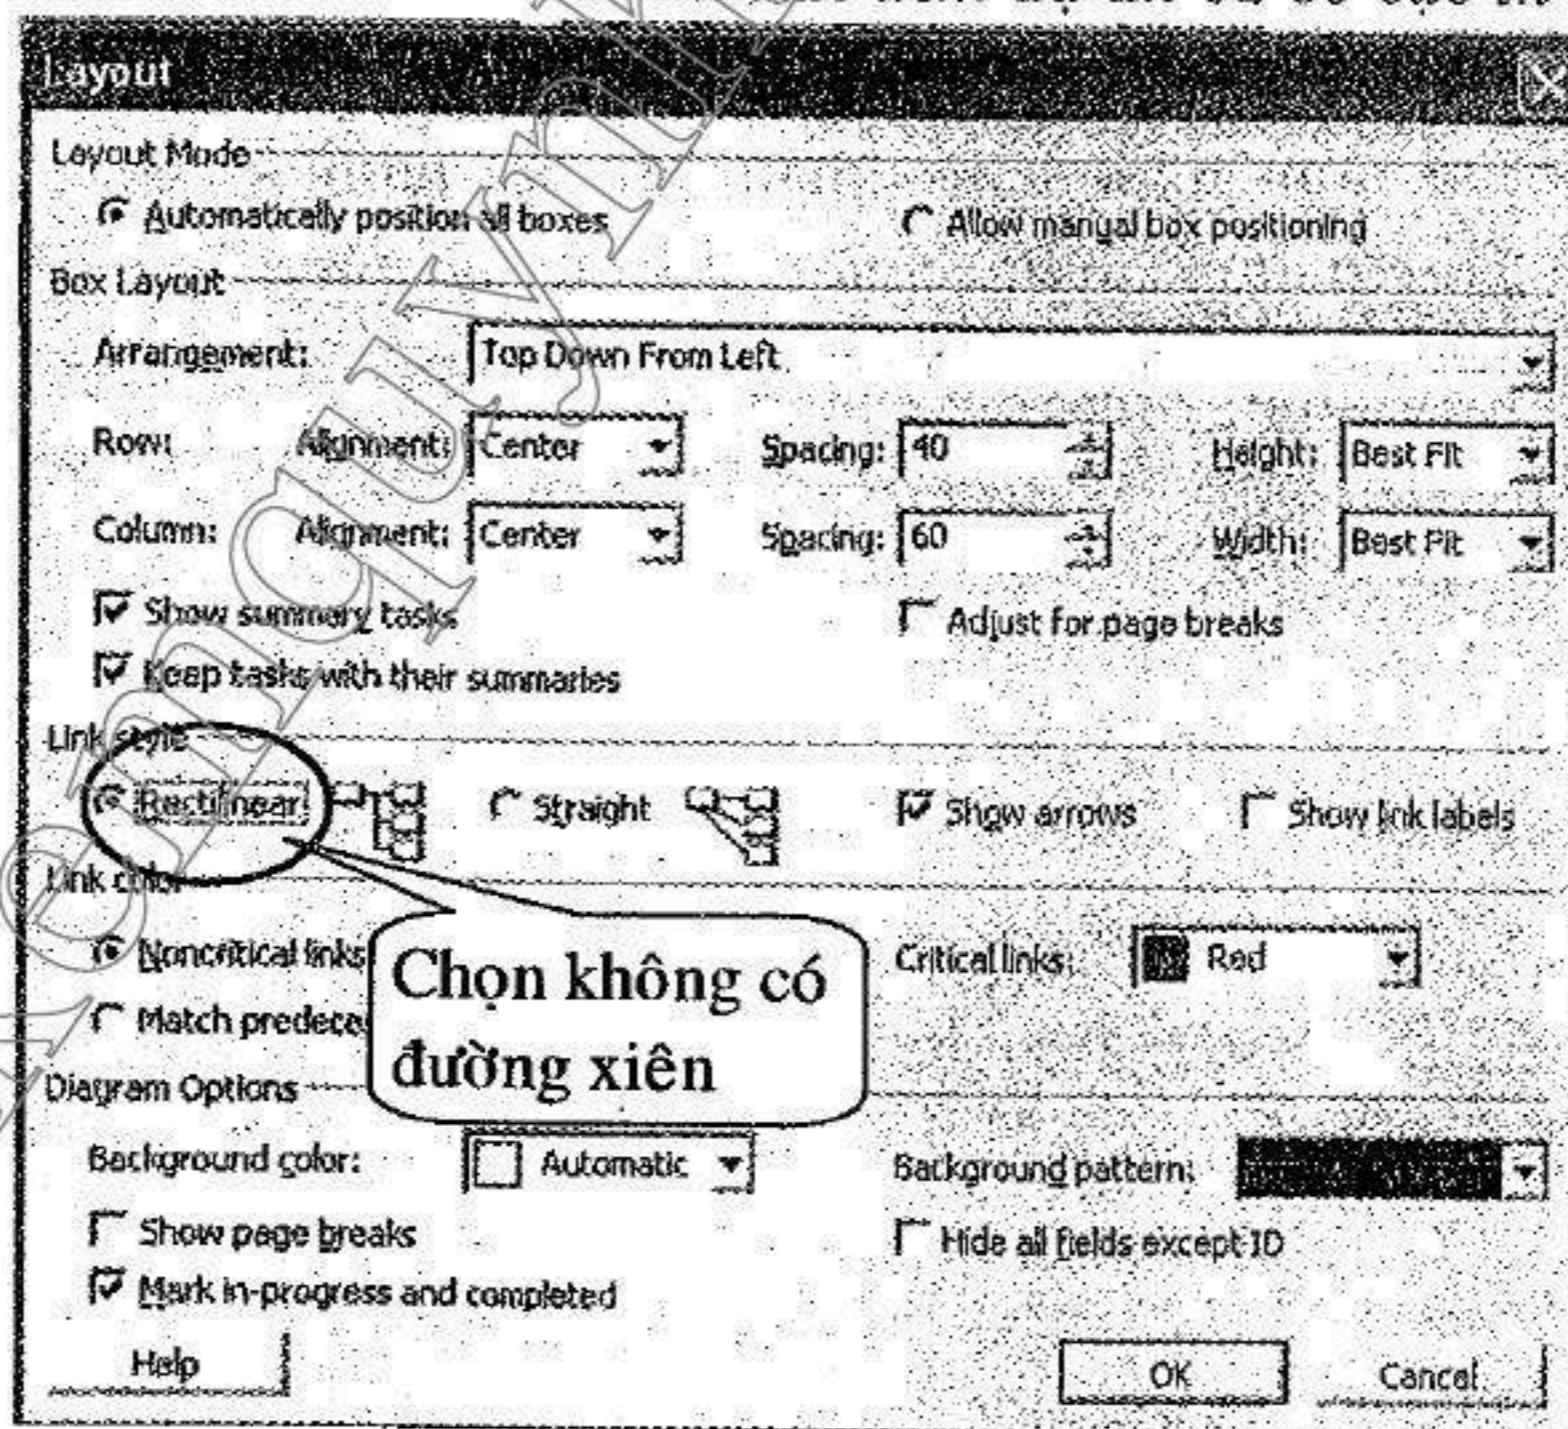 Layout
Layout Mode
Automatically position all boxes Allow manual box positioning
Box Layout
Arrangement: Top Down From Left
Row: Alignment: Center Spacing: 40 Height: Best Fit
Column: Alignment: Center Spacing: 60 Width: Best Fit
Show summary tasks Adjust for page breaks
Keep tasks with their summaries
Link style
Rectilinear Straight Show arrows Show link labels
Link color
Noncritical links Critical links: Red
Match
Chọn không có
đường xiên
Diagram Options
Background color: Automatic Background pattern:
Show page breaks Hide all fields except ID
Mark in-progress and completed
Help OK Cancel